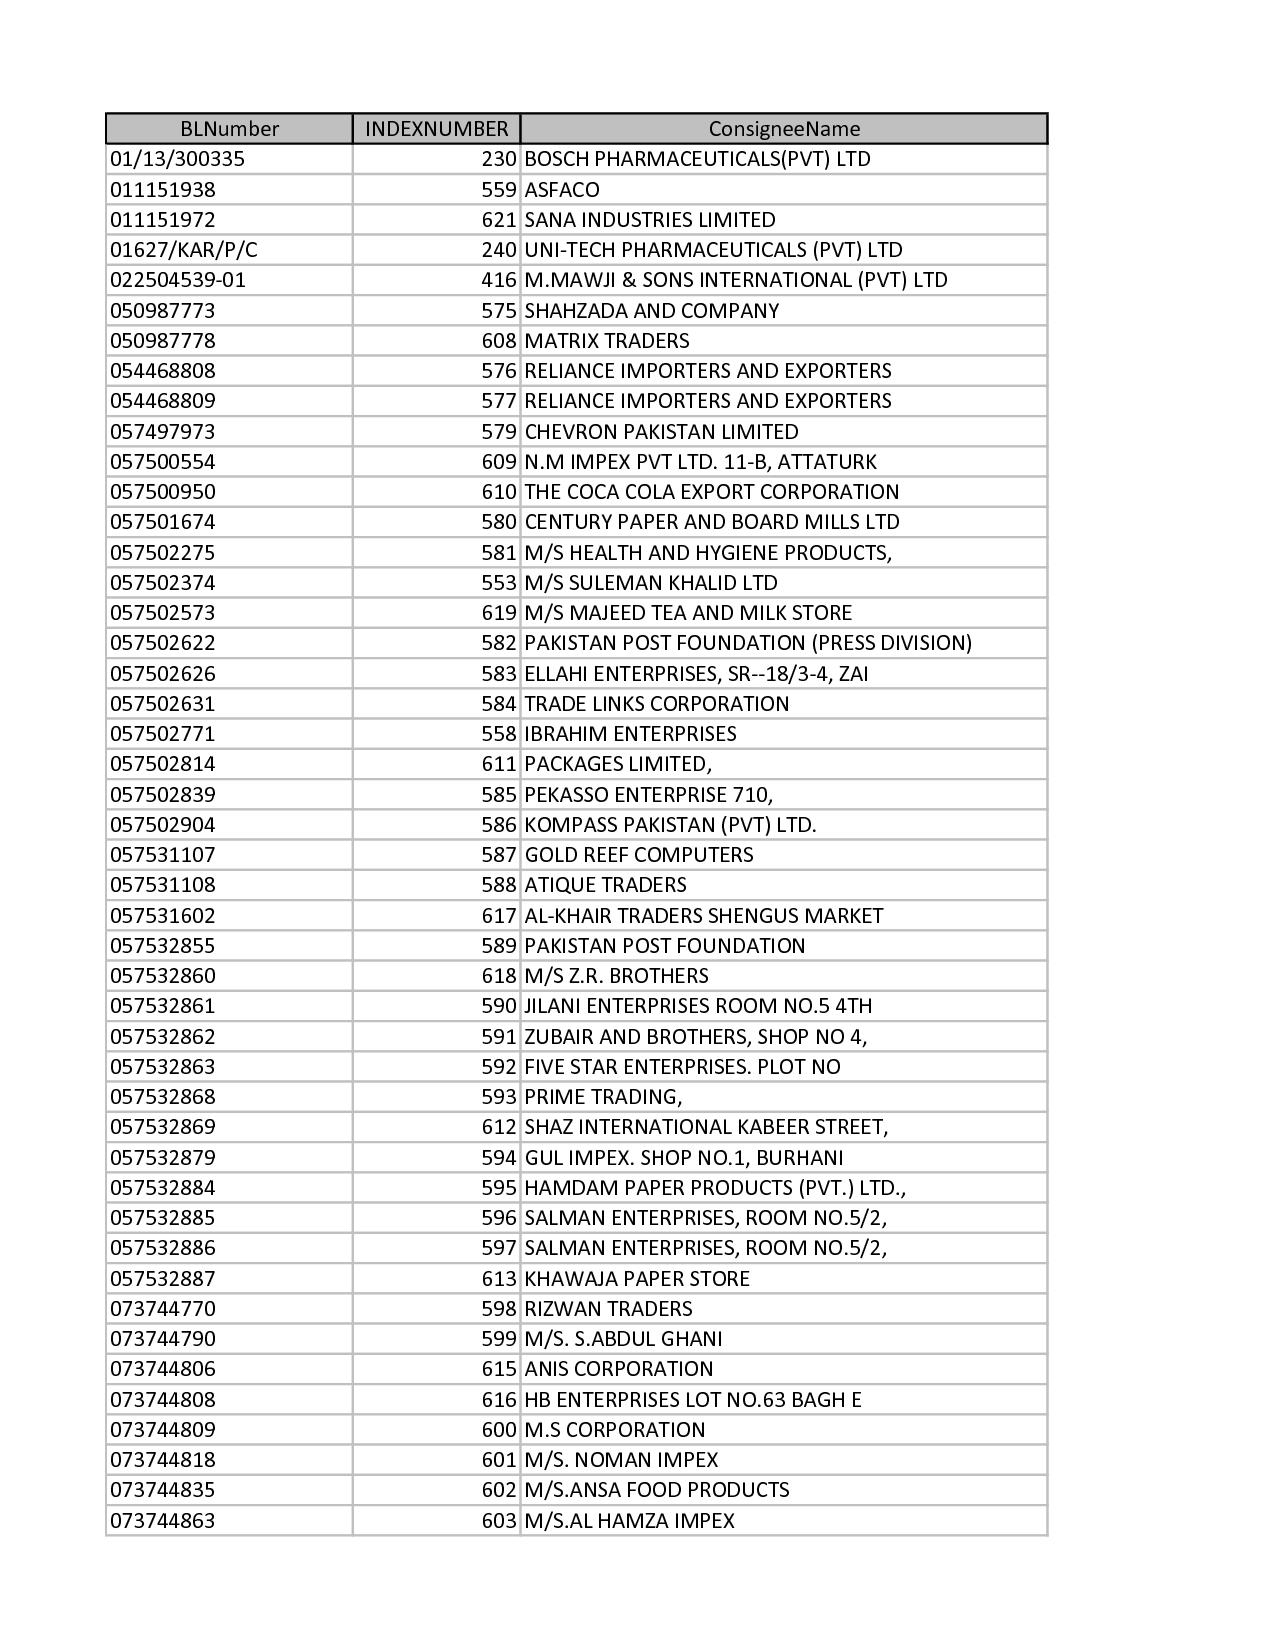 BLNumber INDEXNUMBER ConsigneeName
01/13/300335 230 BOSCH PHARMACEUTICALS(PVT) LTD
011151938 559 ASFACO
011151972 621 SANA INDUSTRIES LIMITED
01627/KAR/P/C 240 UNI-TECH PHARMACEUTICALS (PVT) LTD
022504539-01 416 M.MAWJI & SONS INTERNATIONAL (PVT) LTD
050987773 575 SHAHZADA AND COMPANY
050987778 608 MATRIX TRADERS
054468808 576 RELIANCE IMPORTERS AND EXPORTERS
054468809 577 RELIANCE IMPORTERS AND EXPORTERS
057497973 579 CHEVRON PAKISTAN LIMITED
057500554 609 N.M IMPEX PVT LTD. 11-B, ATTATURK
057500950 610 THE COCA COLA EXPORT CORPORATION
057501674 580 CENTURY PAPER AND BOARD MILLS LTD
057502275 581 M/S HEALTH AND HYGIENE PRODUCTS,
057502374 553 M/S SULEMAN KHALID LTD
057502573 619 M/S MAJEED TEA AND MILK STORE
057502622 582 PAKISTAN POST FOUNDATION (PRESS DIVISION)
057502626 583 ELLAHI ENTERPRISES, SR--18/3-4, ZAI
057502631 584 TRADE LINKS CORPORATION
057502771 558 IBRAHIM ENTERPRISES
057502814 611 PACKAGES LIMITED,
057502839 585 PEKASSO ENTERPRISE 710,
057502904 586 KOMPASS PAKISTAN (PVT) LTD.
057531107 587 GOLD REEF COMPUTERS
057531108 588 ATIQUE TRADERS
057531602 617 AL-KHAIR TRADERS SHENGUS MARKET
057532855 589 PAKISTAN POST FOUNDATION
057532860 618 M/S Z.R. BROTHERS
057532861 590 JILANI ENTERPRISES ROOM NO.5 4TH
057532862 591 ZUBAIR AND BROTHERS, SHOP NO 4,
057532863 592 FIVE STAR ENTERPRISES. PLOT NO
057532868 593 PRIME TRADING,
057532869 612 SHAZ INTERNATIONAL KABEER STREET,
057532879 594 GUL IMPEX. SHOP NO.1, BURHANI
057532884 595 HAMDAM PAPER PRODUCTS (PVT.) LTD.,
057532885 596 SALMAN ENTERPRISES, ROOM NO.5/2,
057532886 597 SALMAN ENTERPRISES, ROOM NO.5/2,
057532887 613 KHAWAJA PAPER STORE
073744770 598 RIZWAN TRADERS
073744790 599 M/S. S.ABDUL GHANI
073744806 615 ANIS CORPORATION
073744808 616 HB ENTERPRISES LOT NO.63 BAGH E
073744809 600 M.S CORPORATION
073744818 601 M/S. NOMAN IMPEX
073744835 602 M/S.ANSA FOOD PRODUCTS
073744863 603 M/S.AL HAMZA IMPEX